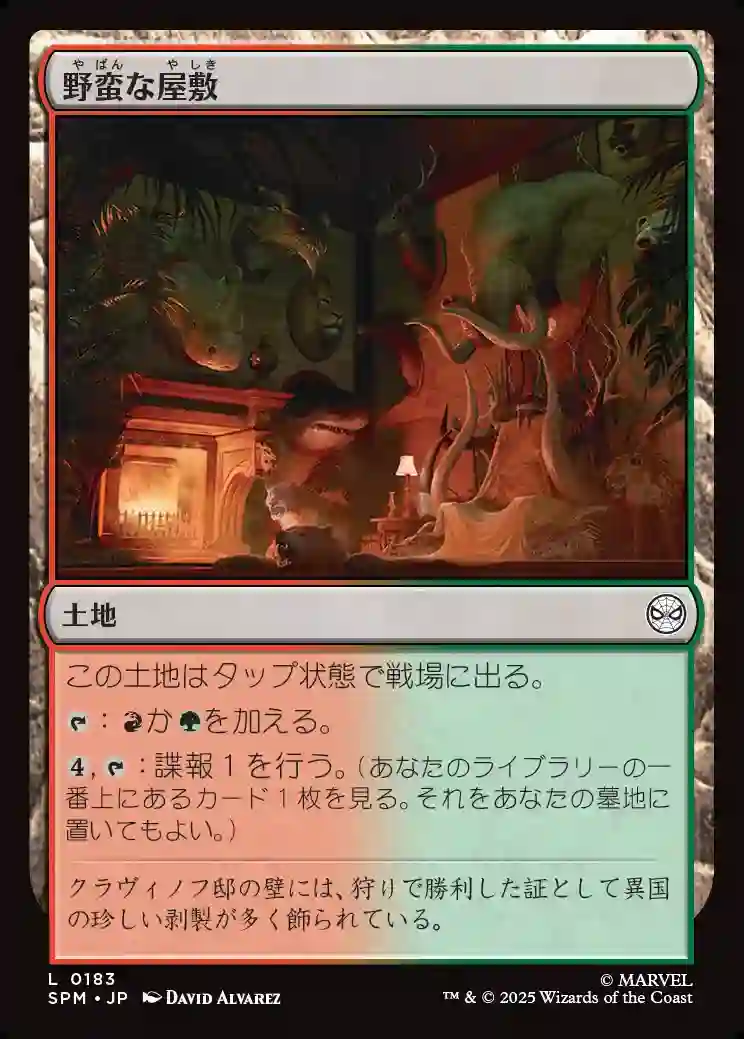 やばん やしき
野蛮な屋敷
土地
この土地はタップ状態で戦場に出る。
：か を加える。
4, ：諜報1を行う。（あなたのライブラリーの一
番上にあるカード1枚を見る。それをあなたの墓地に
置いてもよい。）
クラヴィノフ邸の壁には、狩りで勝利した証として異国
の珍しい剥製が多く飾られている。
L 0183
SPM • JP DAVID ALVAREZ
© MARVEL
™ & © 2025 Wizards of the Coast